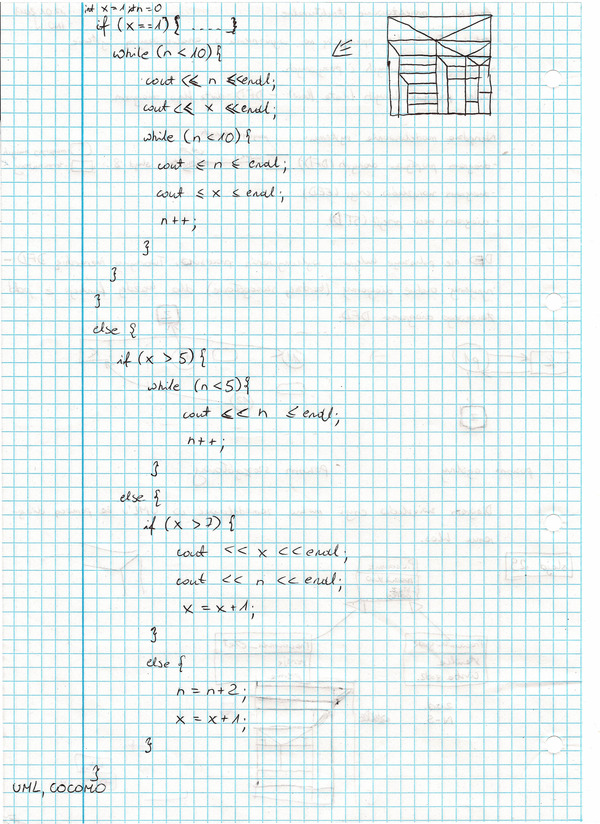 int x=1; int n=0
if (x==1) { ..... }
while (n < 10) {
cout << n << endl;
cout << x << endl;
while (n < 10) {
cout << n << endl;
cout << x << endl;
n++;
}
}
}
else {
if (x > 5) {
while (n < 5) {
cout << n << endl;
n++;
}
else {
if (x > ) {
cout << x << endl;
cout << n << endl;
x = x+1;
}
else {
n = n+2;
x = x+1;
}
}
UML, COCOMO